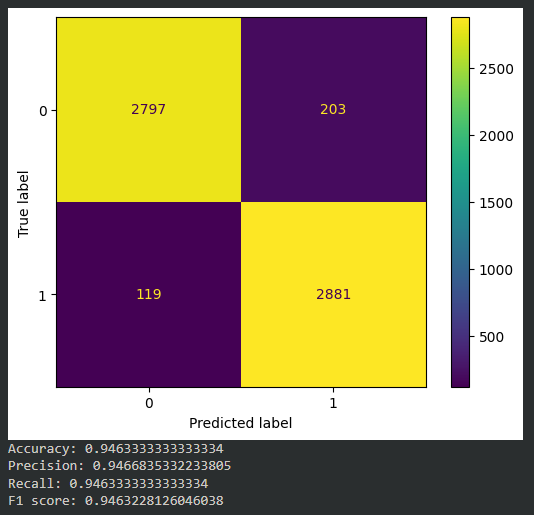 2797 203
119 2881
0
1
True label
0 1
Predicted label
2500
2000
1500
1000
500
Accuracy: 0.9463333333333334
Precision: 0.9466835332233805
Recall: 0.9463333333333334
F1 score: 0.9463228126046038